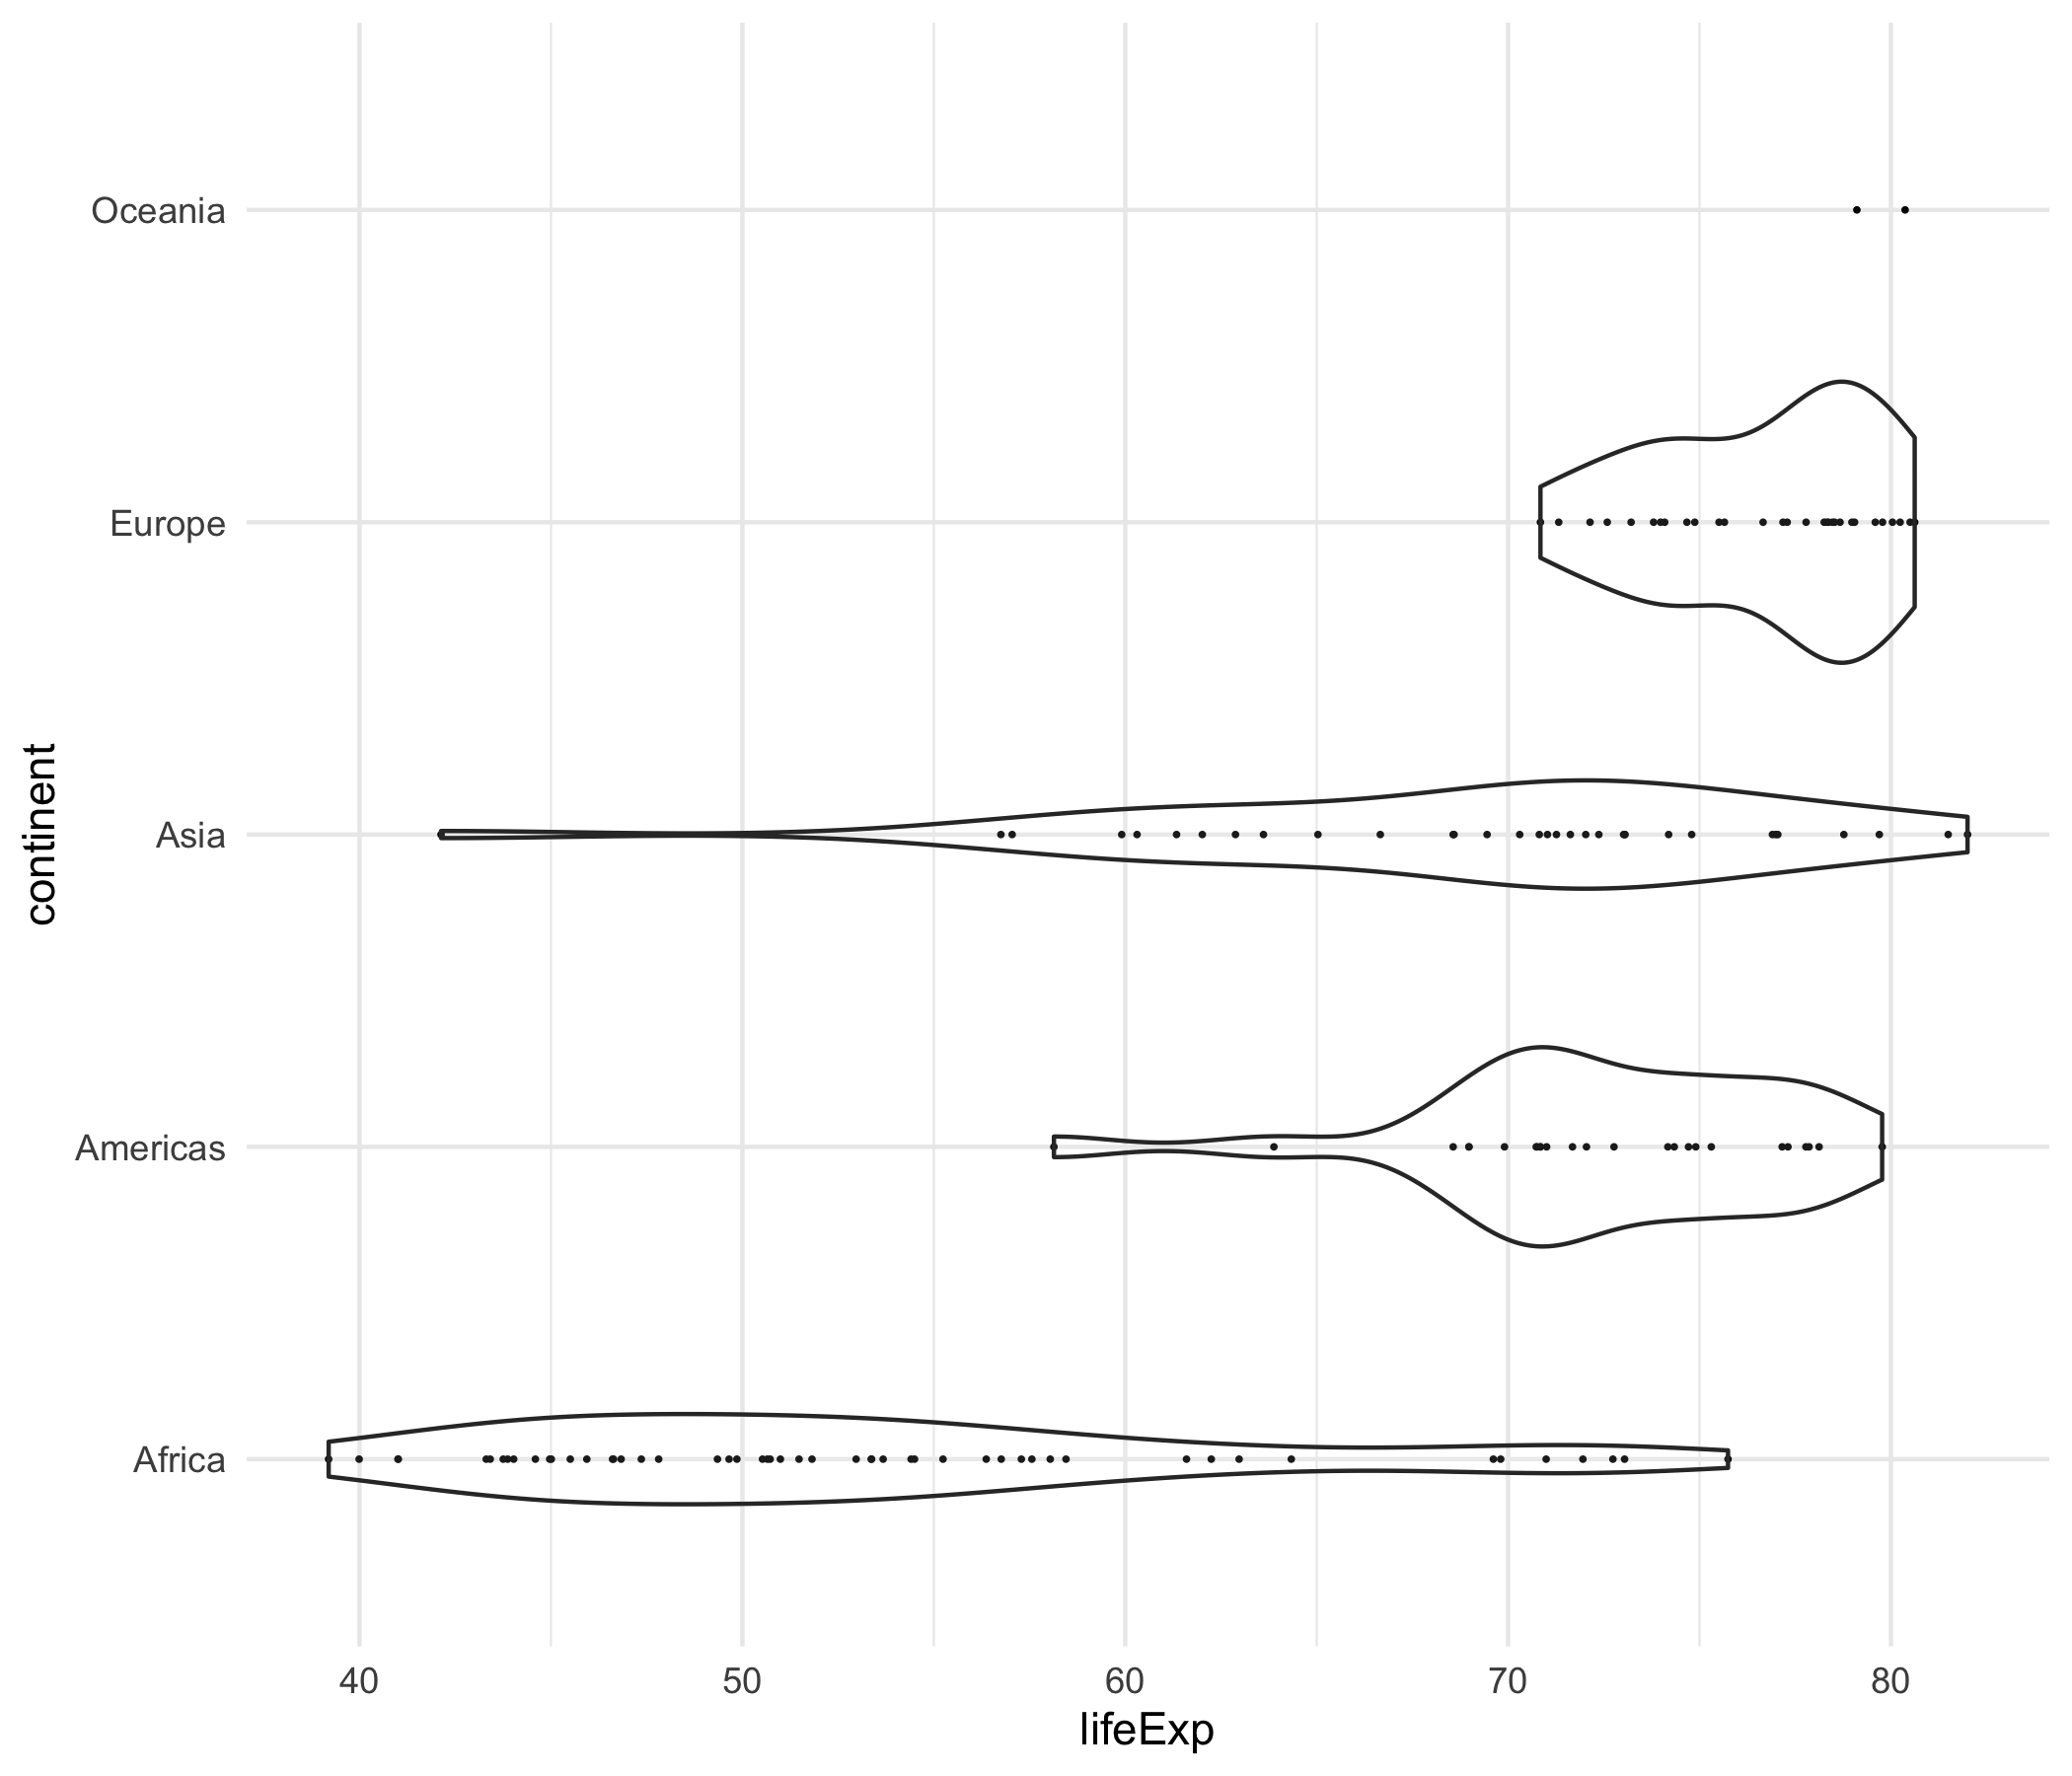 Oceania
Europe
Asia
Americas
Africa
continent
40 50 60 70 80
lifeExp